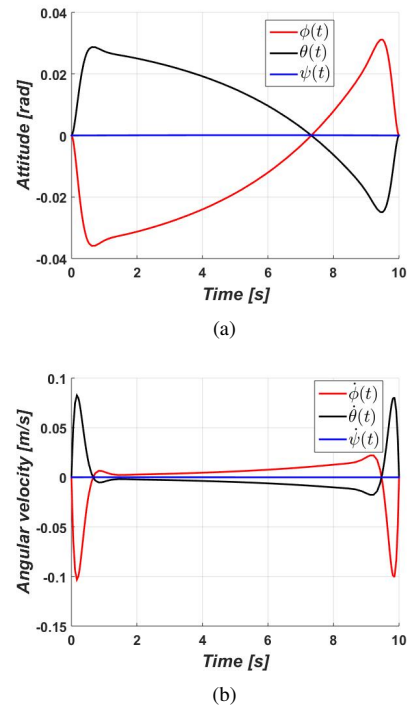 0.04
0.02
0
-0.02
-0.04
Attitude [rad]
ϕ(t)
θ(t)
ψ(t)
0 2 4 6 8 10
Time [s]
(a)
0.1
0.05
0
-0.05
-0.1
-0.15
Angular velocity [m/s]
ϕ̇(t)
θ̇(t)
ψ̇(t)
0 2 4 6 8 10
Time [s]
(b)